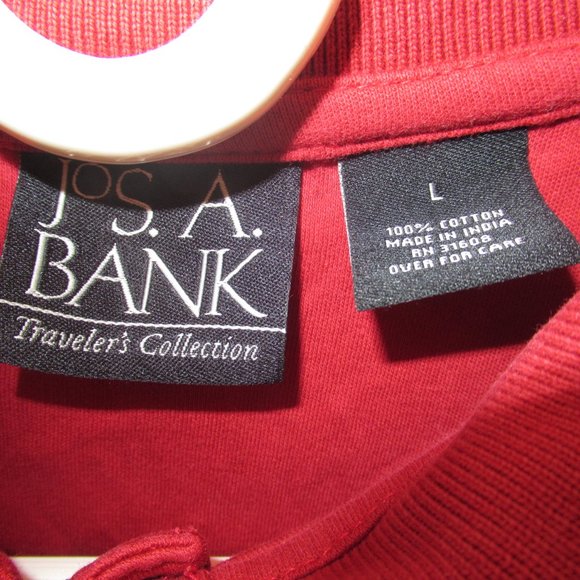 JOS. A.
BANK
Traveler's Collection
L
100% COTTON
MADE IN INDIA
RN 31608
OVER FOR CARE